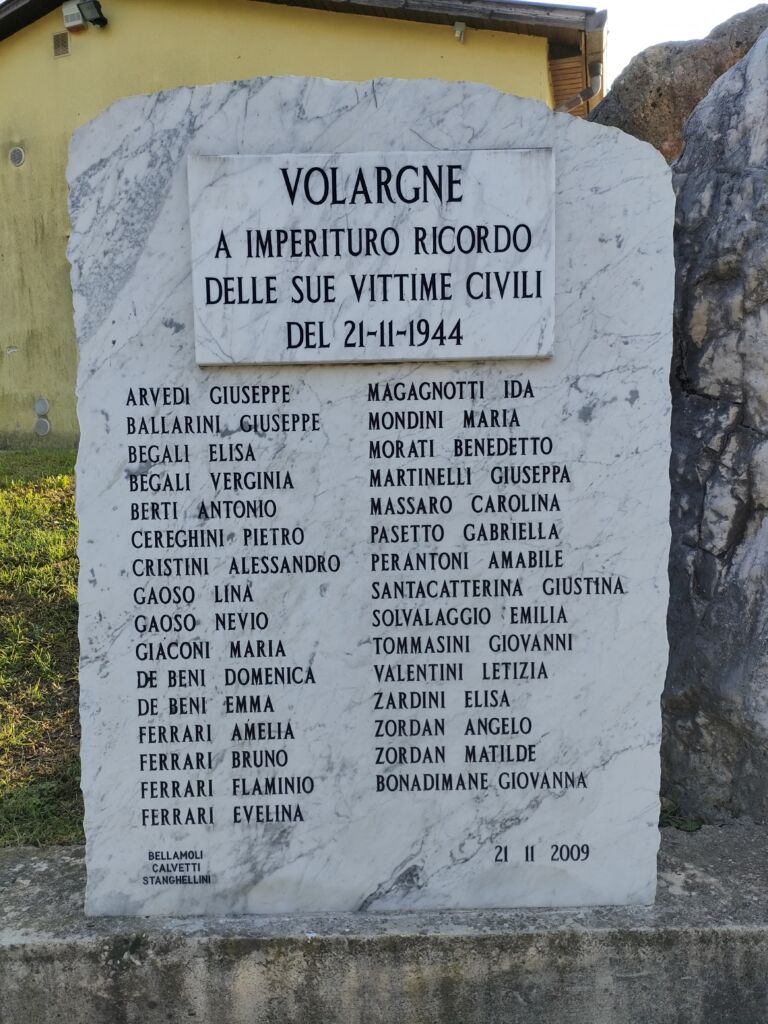 VOLARGNE
A IMPERITURO RICORDO
DELLE SUE VITTIME CIVILI
DEL 21-11-1944
ARVEDI GIUSEPPE
BALLARINI GIUSEPPE
BEGALI ELISA
BEGALI VERGINIA
BERTI ANTONIO
CEREGHINI PIETRO
CRISTINI ALESSANDRO
GAOSO LINA
GAOSO NEVIO
GIACONI MARIA
DE BENI DOMENICA
DE BENI EMMA
FERRARI AMELIA
FERRARI BRUNO
FERRARI FLAMINIO
FERRARI EVELINA
MAGAGNOTTI IDA
MONDINI MARIA
MORATI BENEDETTO
MARTINELLI GIUSEPPA
MASSARO CAROLINA
PASETTO GABRIELLA
PERANTONI AMABILE
SANTACATTERINA GIUSTINA
SOLVALAGGIO EMILIA
TOMMASINI GIOVANNI
VALENTINI LETIZIA
ZARDINI ELISA
ZORDAN ANGELO
ZORDAN MATILDE
BONADIMANE GIOVANNA
BELLAMOLI
CALVETTI
STANGHELLINI
21 11 2009